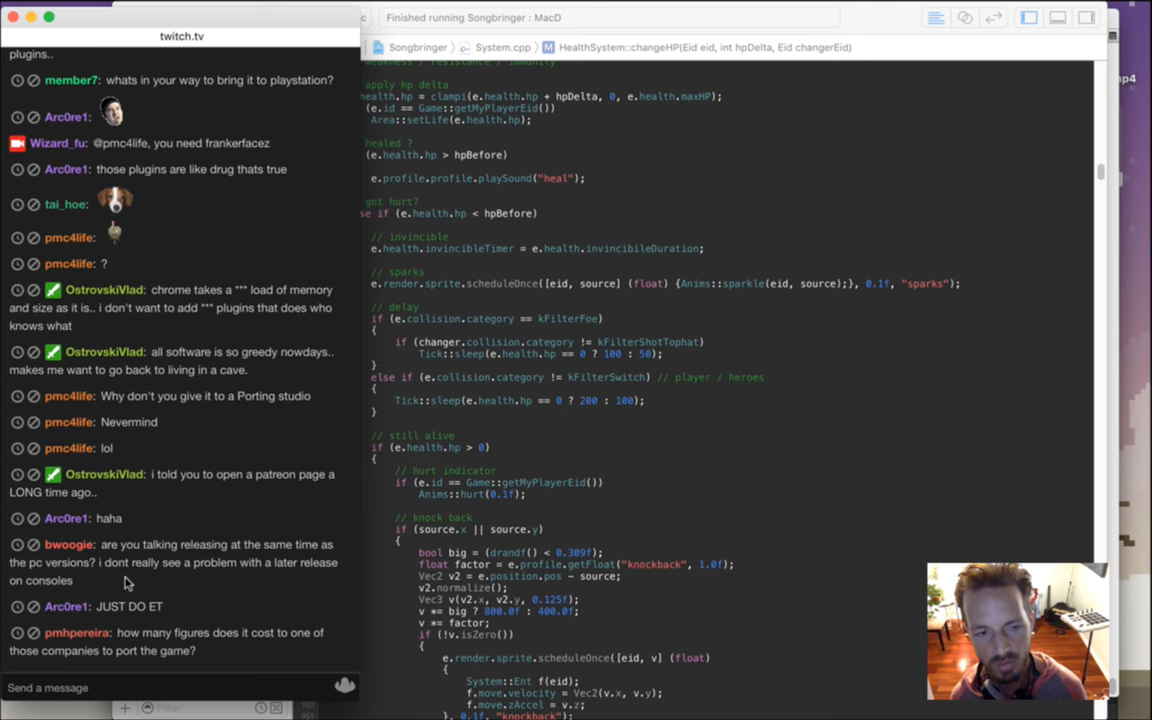 twitch.tv
plugins..
member7: whats in your way to bring it to playstation?
Arc0re1:
Wizard_fu: @pmc4life, you need frankerfacez
Arc0re1: those plugins are like drug thats true
tai_hoe:
pmc4life:
pmc4life: ?
OstrovskiVlad: chrome takes a *** load of memory
and size as it is.. i don't want to add *** plugins that does who
knows what
OstrovskiVlad: all software is so greedy nowdays..
makes me want to go back to living in a cave.
pmc4life: Why don't you give it to a Porting studio
pmc4life: Nevermind
pmc4life: lol
OstrovskiVlad: i told you to open a patreon page a
LONG time ago..
Arc0re1: haha
bwoogie: are you talking releasing at the same time as
the pc versions? i dont really see a problem with a later release
on consoles
Arc0re1: JUST DO ET
pmhpereira: how many figures does it cost to one of
those companies to port the game?
Send a message
Filter
Finished running Songbringer : MacD
Songbringer
System.cpp
M
HealthSystem::changeHP(Eid eid, int hpDelta, Eid changerEid)
weakness / resistance / immunity
apply hp delta
health.hp = clampi(e.health.hp + hpDelta, 0, e.health.maxHP);
(e.id == Game::getMyPlayerEid())
Area::setLife(e.health.hp);
healed ?
(e.health.hp > hpBefore)
e.profile.profile.playSound("heal");
got hurt?
se if (e.health.hp < hpBefore)
// invincible
e.health.invincibleTimer = e.health.invincibileDuration;
// sparks
e.render.sprite.scheduleOnce([eid, source] (float) {Anims::sparkle(eid, source);}, 0.1f, "sparks");
// delay
if (e.collision.category == kFilterFoe)
{
if (changer.collision.category != kFilterShotTophat)
Tick::sleep(e.health.hp == 0 ? 100 : 50);
}
else if (e.collision.category != kFilterSwitch) // player / heroes
{
Tick::sleep(e.health.hp == 0 ? 200 : 100);
}
// still alive
if (e.health.hp > 0)
{
// hurt indicator
if (e.id == Game::getMyPlayerEid())
Anims::hurt(0.1f);
// knock back
if (source.x || source.y)
{
bool big = (drandf() < 0.309f);
float factor = e.profile.getFloat("knockback", 1.0f);
Vec2 v2 = e.position.pos - source;
v2.normalize();
Vec3 v(v2.x, v2.y, 0.125f);
v *= big ? 800.0f : 400.0f;
v *= factor;
if (!v.isZero())
{
e.render.sprite.scheduleOnce([eid, v] (float)
{
System::Ent f(eid);
f.move.velocity = Vec2(v.x, v.y);
f.move.zAccel = v.z;
}, 0.1f, "knockback");
950
951
mp4